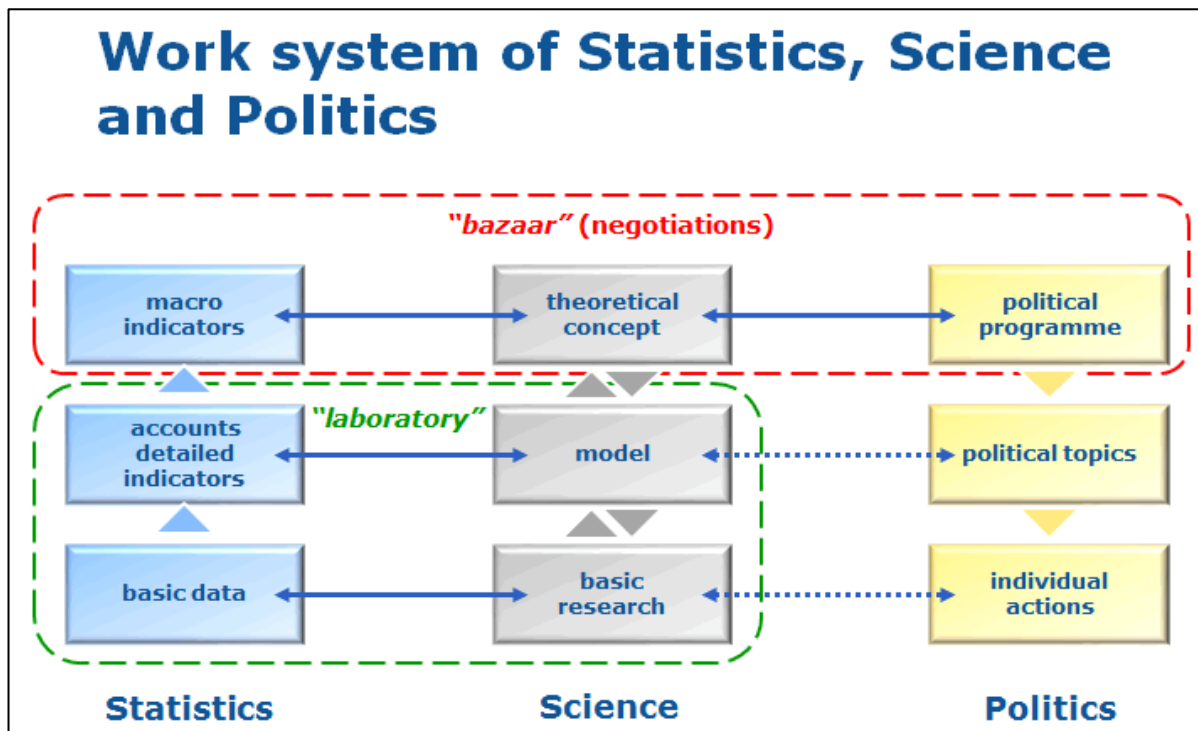 Work system of Statistics, Science
and Politics
“bazaar” (negotiations)
macro
indicators
theoretical
concept
political
programme
“laboratory”
accounts
detailed
indicators
model
political topics
basic data
basic
research
individual
actions
Statistics
Science
Politics